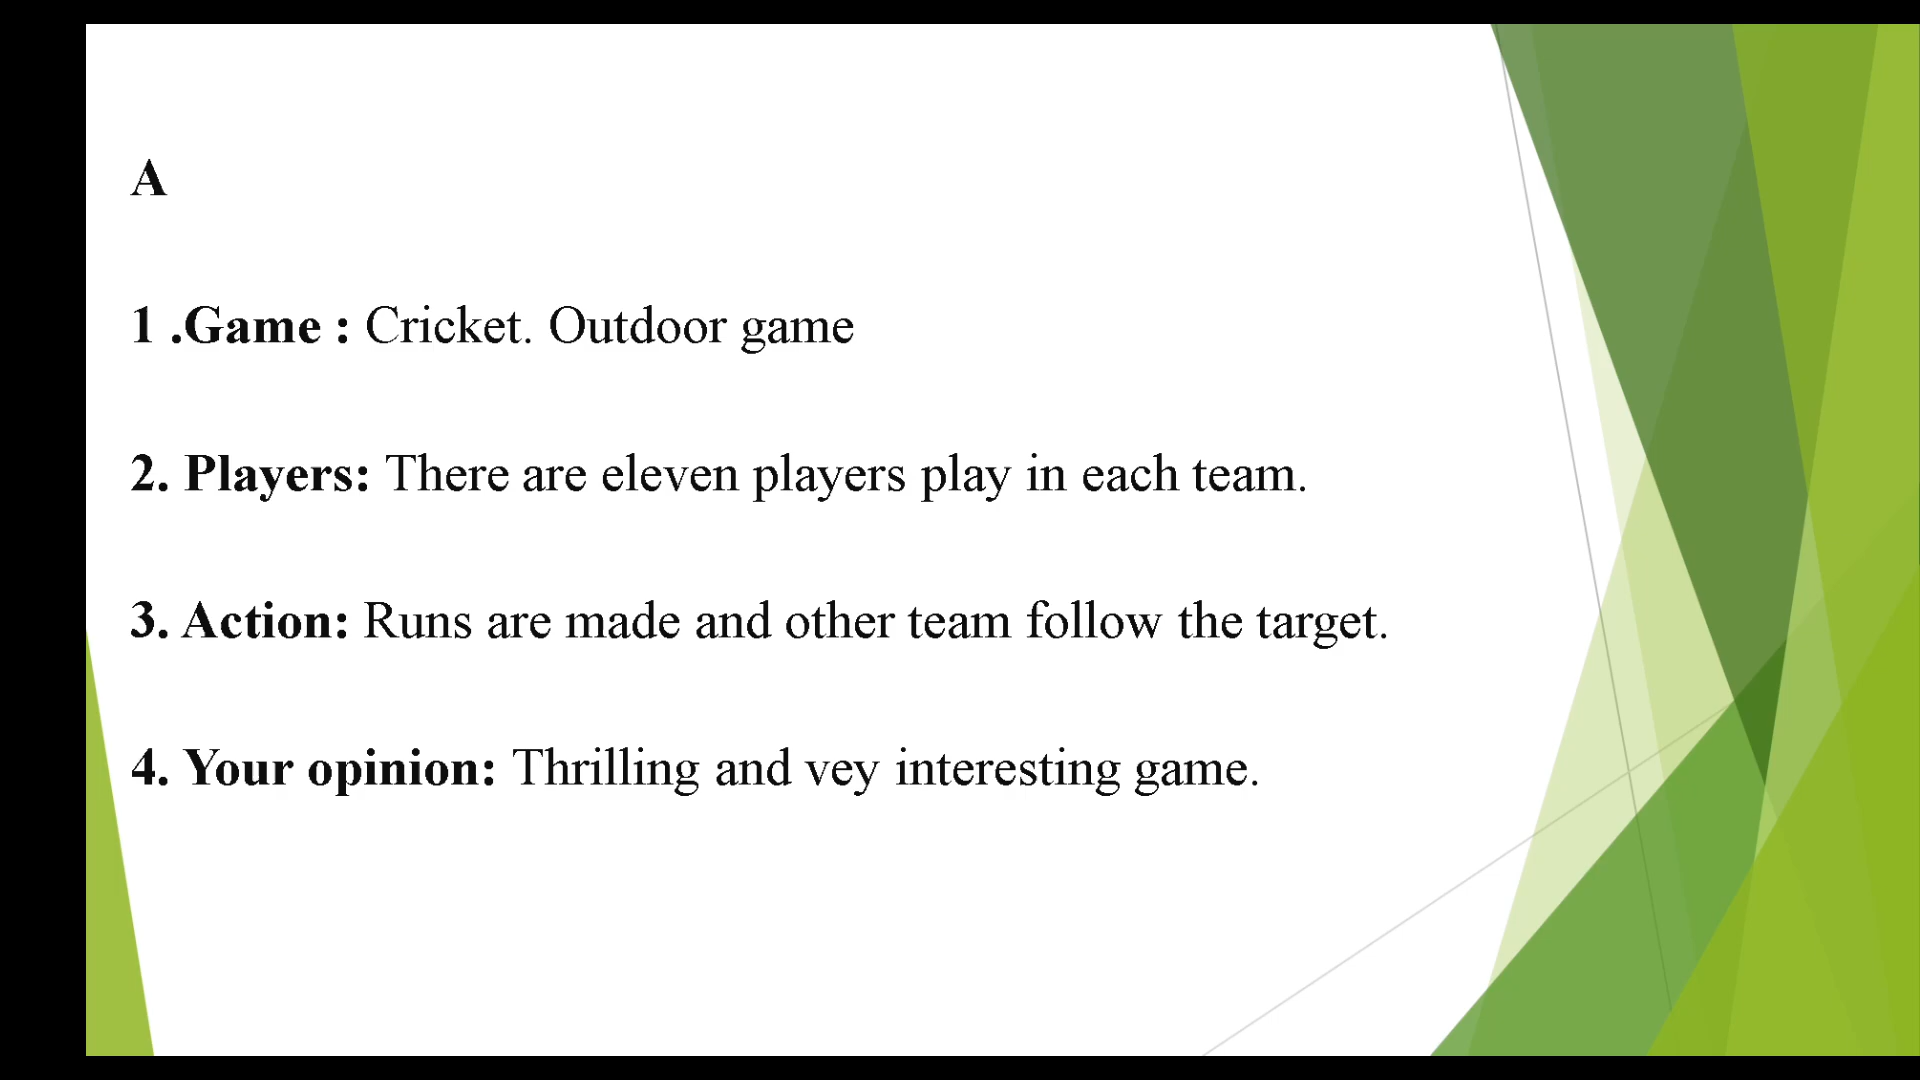 A
1 .Game : Cricket. Outdoor game
2. Players: There are eleven players play in each team.
3. Action: Runs are made and other team follow the target.
4. Your opinion: Thrilling and vey interesting game.